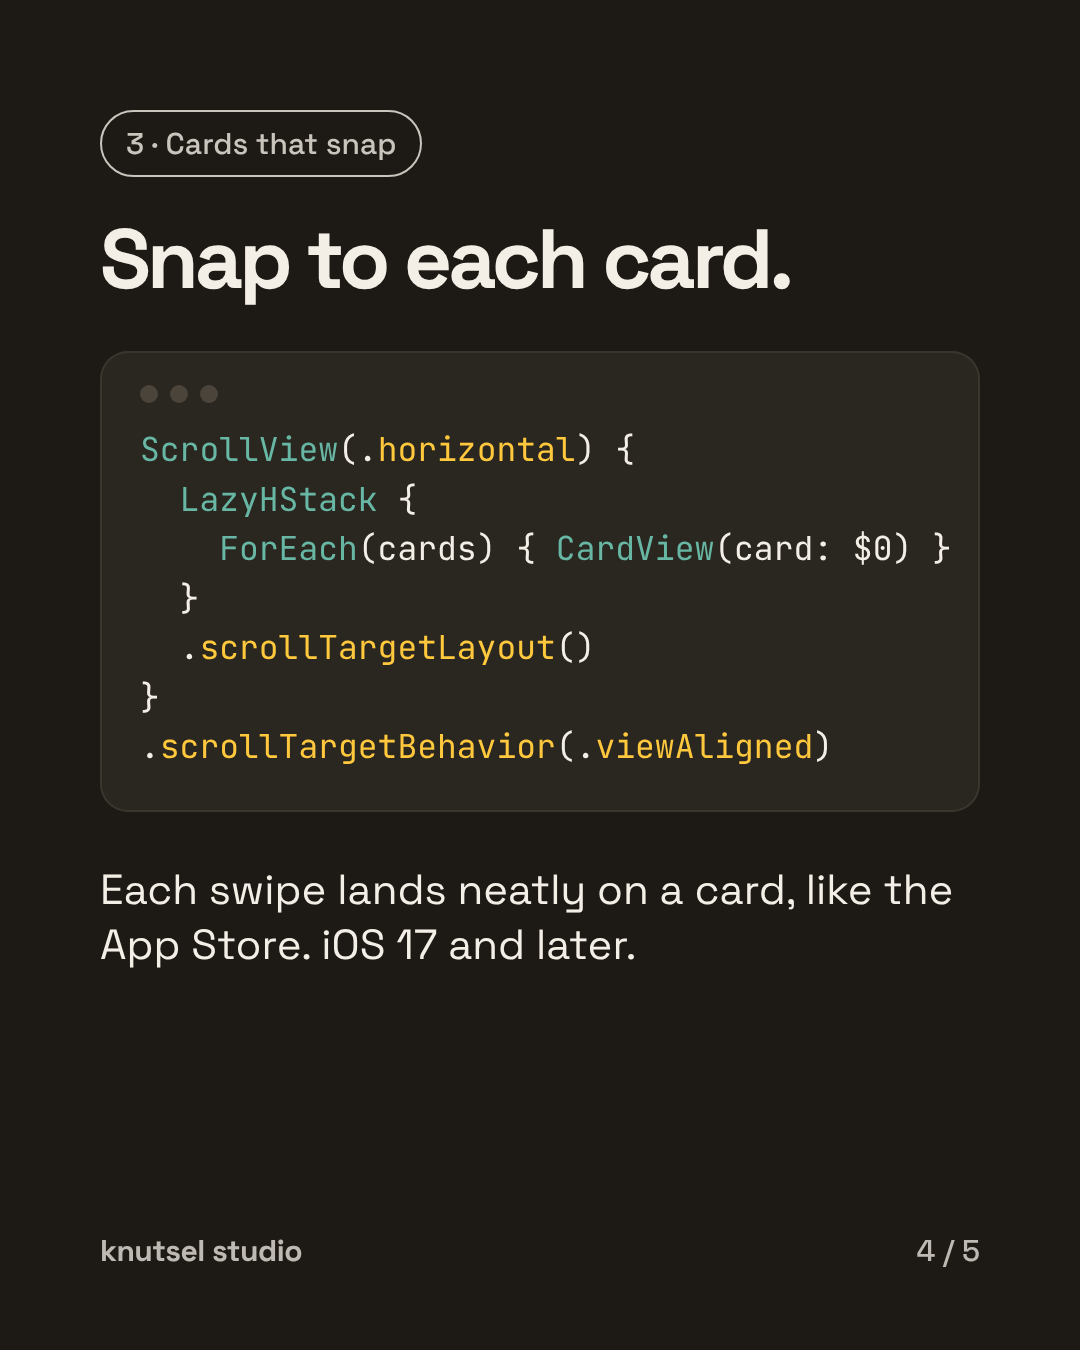 3 · Cards that snap
Snap to each card.
ScrollView(.horizontal) {
  LazyHStack {
    ForEach(cards) { CardView(card: $0) }
  }
  .scrollTargetLayout()
}
.scrollTargetBehavior(.viewAligned)
Each swipe lands neatly on a card, like the
App Store. iOS 17 and later.
knutsel studio
4 / 5